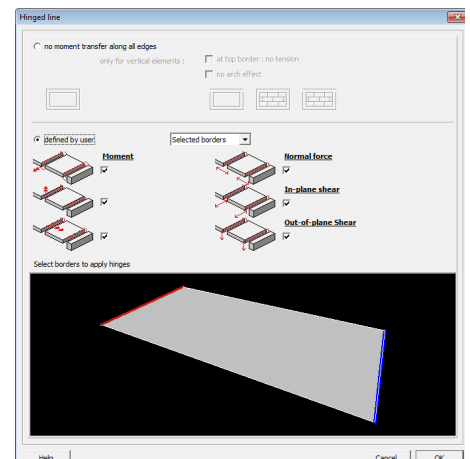 Hinged line
no moment transfer along all edges
only for vertical elements :
at top border : no tension
no arch effect
defined by user
Selected borders
Moment
Normal force
In-plane shear
Out-of-plane Shear
Select borders to apply hinges
Help
Cancel
OK